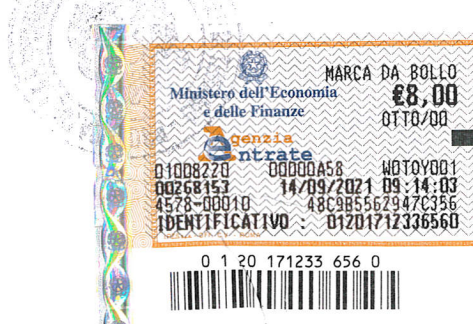 MARCA DA BOLLO
Ministero dell'Economia
e delle Finanze
€8,00
OTTO/00
Agenzia
Entrate
01008220 00000A58 W0TOY001
00268153 14/09/2021 09:14:03
4578-00010 48C9B5562947C356
IDENTIFICATIVO : 01201712336560
0 1 20 171233 656 0